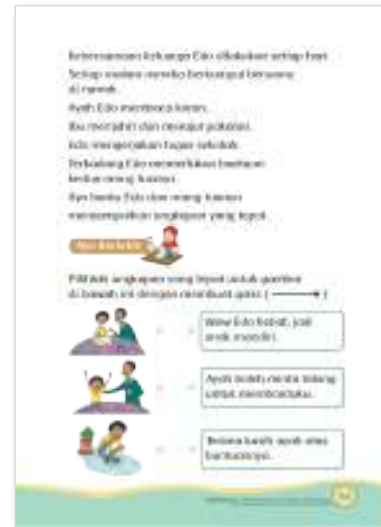 Kebersamaan keluarga Edo dilakukan setiap hari.
Setiap malam mereka berkumpul bersama
di rumah.
Ayah Edo membaca koran.
Ibu menjahit dan merajut pakaian.
Edo mengerjakan tugas sekolah.
Terkadang Edo memerlukan bantuan
kedua orang tuanya.
Ayo bantu Edo dan orang tuanya
menyampaikan ungkapan yang tepat.
Ayo Berlatih
Pilihlah ungkapan yang tepat untuk gambar
di bawah ini dengan membuat garis ( )
Wow Edo hebat, jadi
anak mandiri.
Ayah boleh minta tolong
untuk membantuku.
Terima kasih ayah atas
bantuannya.